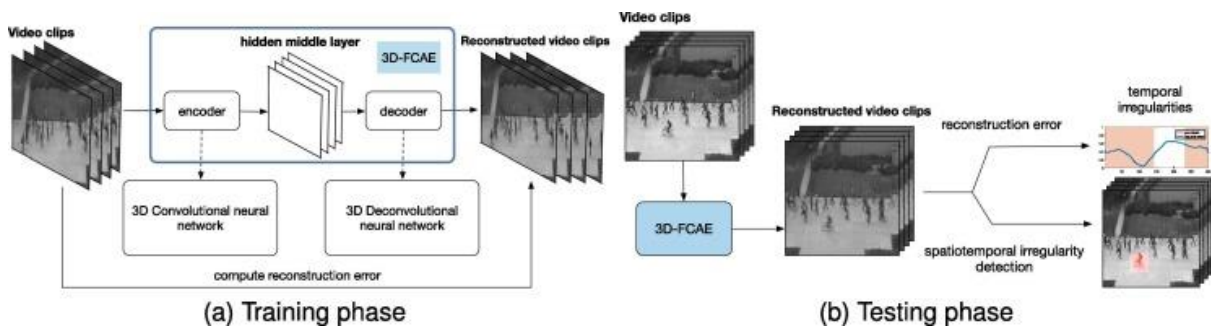 Video clips
hidden middle layer
3D-FCAE
Reconstructed video clips
encoder
decoder
3D Convolutional neural
network
3D Deconvolutional neural
network
compute reconstruction error
(a) Training phase
Video clips
3D-FCAE
Reconstructed video clips
reconstruction error
temporal
irregularities
spatiotemporal irregularity
detection
(b) Testing phase